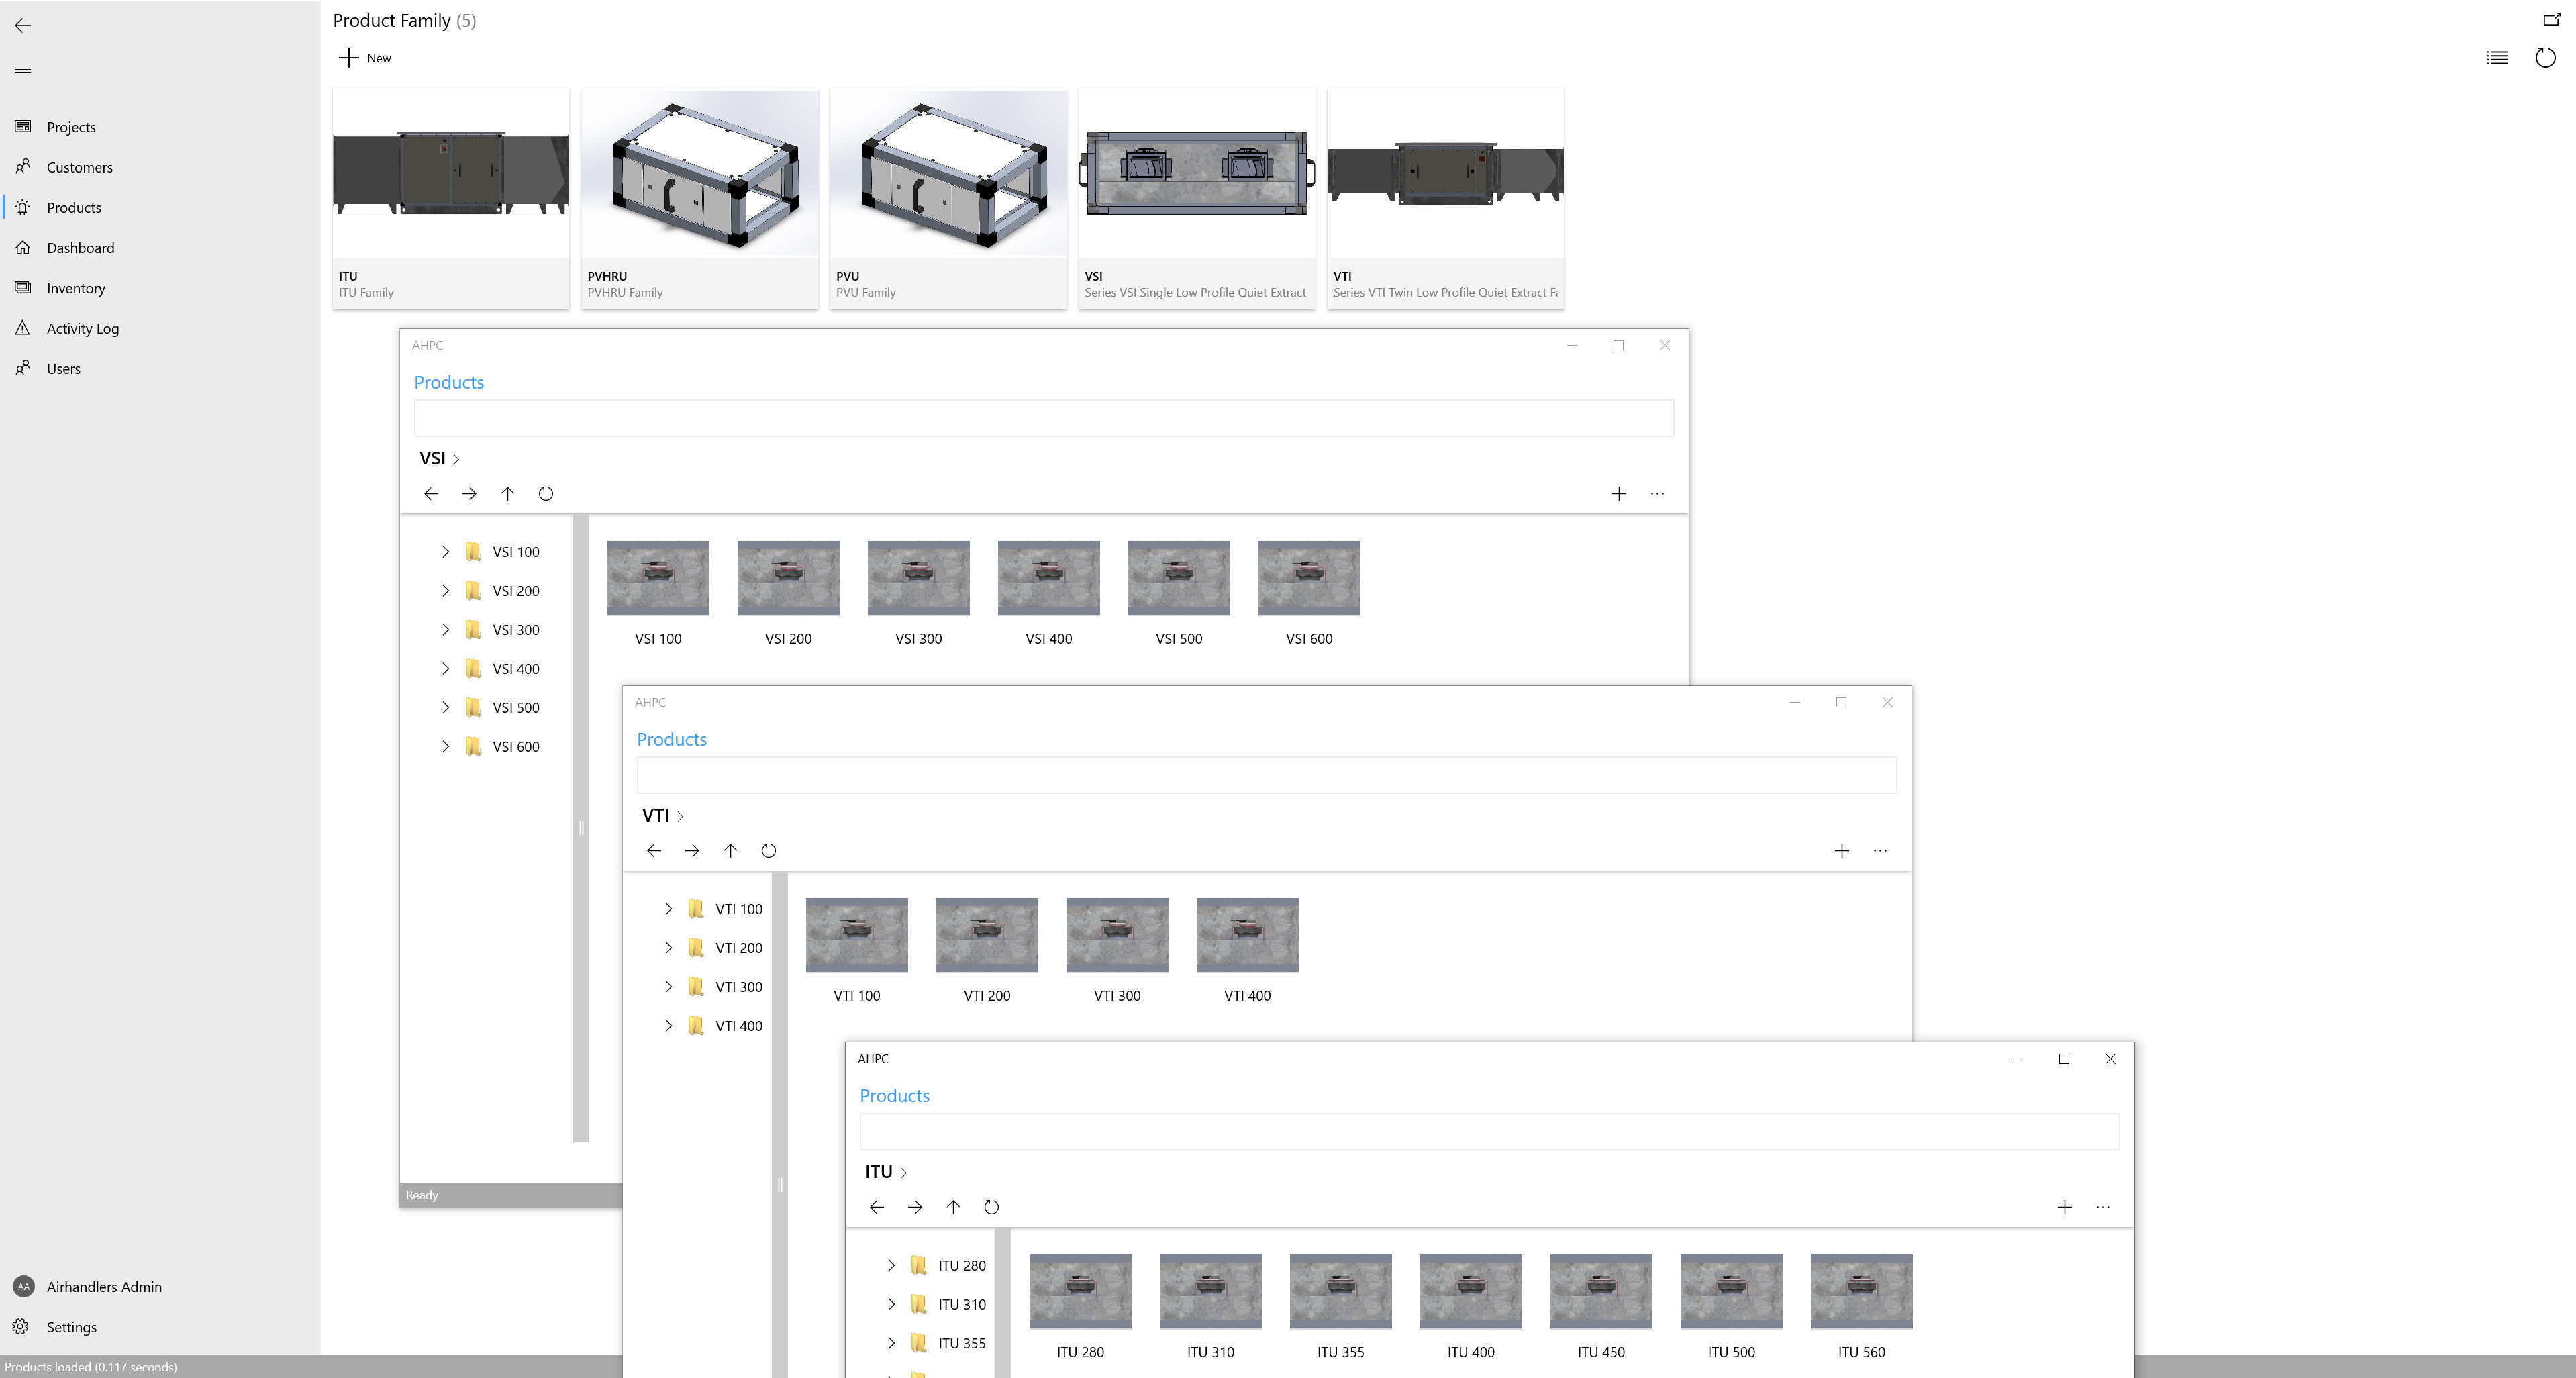 Product Family (5)
New
Projects
Customers
Products
Dashboard
Inventory
Activity Log
Users
ITU
ITU Family
PVHRU
PVHRU Family
PVU
PVU Family
VSI
Series VSI Single Low Profile Quiet Extract
VTI
Series VTI Twin Low Profile Quiet Extract Fa
AHPC
Products
VSI
VSI 100
VSI 200
VSI 300
VSI 400
VSI 500
VSI 600
VSI 100
VSI 200
VSI 300
VSI 400
VSI 500
VSI 600
Ready
AHPC
Products
VTI
VTI 100
VTI 200
VTI 300
VTI 400
VTI 100
VTI 200
VTI 300
VTI 400
AHPC
Products
ITU
ITU 280
ITU 310
ITU 355
ITU 280
ITU 310
ITU 355
ITU 400
ITU 450
ITU 500
ITU 560
AA
Airhandlers Admin
Settings
Products loaded (0.117 seconds)